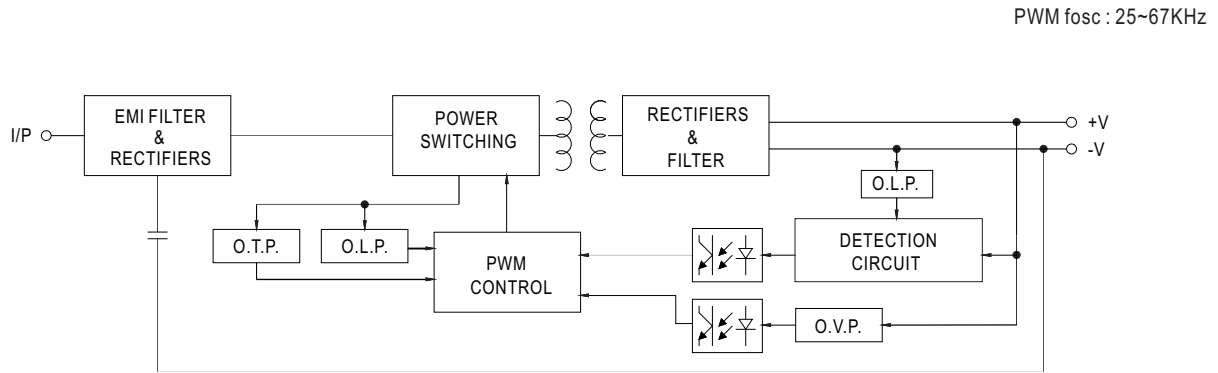 PWM fosc : 25~67KHz
I/P
EMI FILTER
&
RECTIFIERS
POWER
SWITCHING
RECTIFIERS
&
FILTER
+V
-V
O.L.P.
O.T.P.
O.L.P.
PWM
CONTROL
DETECTION
CIRCUIT
O.V.P.